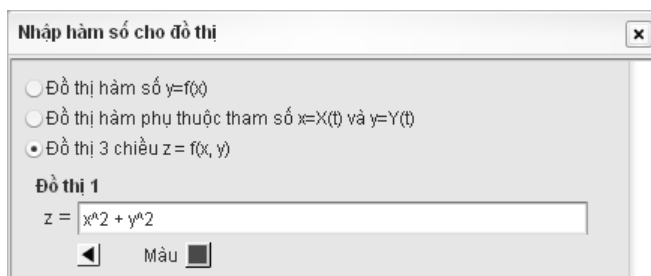 Nhập hàm số cho đồ thị
Đồ thị hàm số y=f(x)
Đồ thị hàm phụ thuộc tham số x=X(t) và y=Y(t)
Đồ thị 3 chiều z = f(x, y)
Đồ thị 1
z = x^2 + y^2
Màu